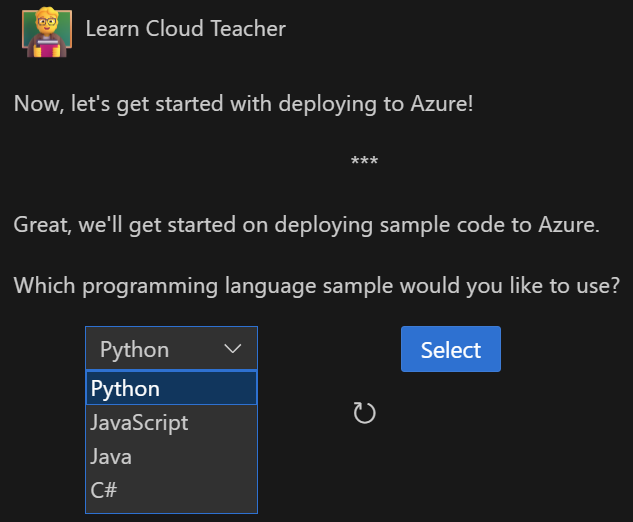 Learn Cloud Teacher
Now, let's get started with deploying to Azure!
***
Great, we'll get started on deploying sample code to Azure.
Which programming language sample would you like to use?
Python
Select
Python
JavaScript
Java
C#